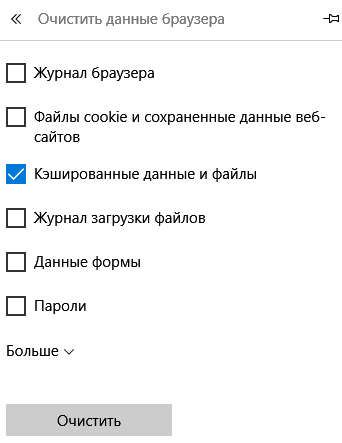 Очистить данные браузера
Журнал браузера
Файлы cookie и сохраненные данные веб-
сайтов
Кэшированные данные и файлы
Журнал загрузки файлов
Данные формы
Пароли
Больше
Очистить